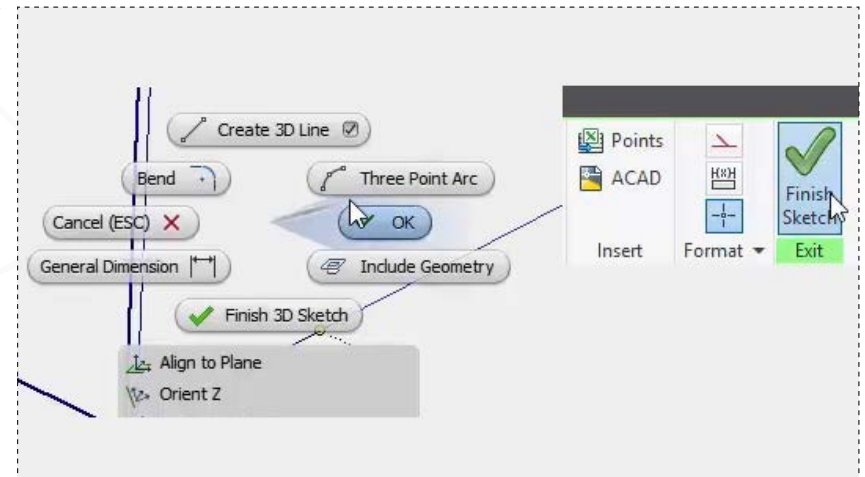 Create 3D Line
Bend
Three Point Arc
Cancel (ESC)
OK
General Dimension
Include Geometry
Finish 3D Sketch
Align to Plane
Orient Z
Points
ACAD
Finish
Sketch
Insert
Format
Exit